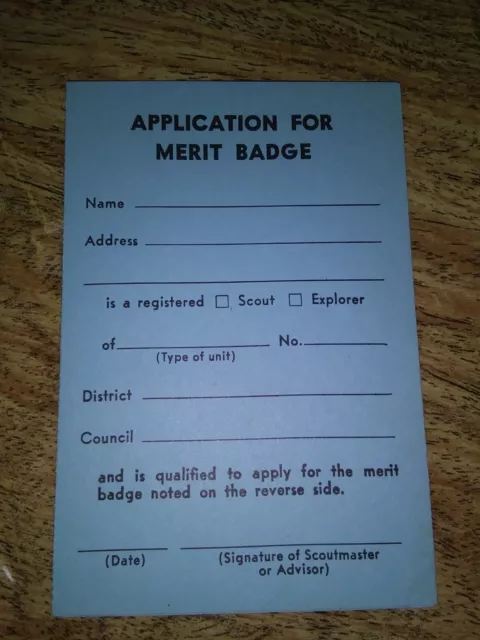 APPLICATION FOR
MERIT BADGE
Name
Address
is a registered ☐ Scout ☐ Explorer
of No.
(Type of unit)
District
Council
and is qualified to apply for the merit
badge noted on the reverse side.
(Date) (Signature of Scoutmaster
or Advisor)